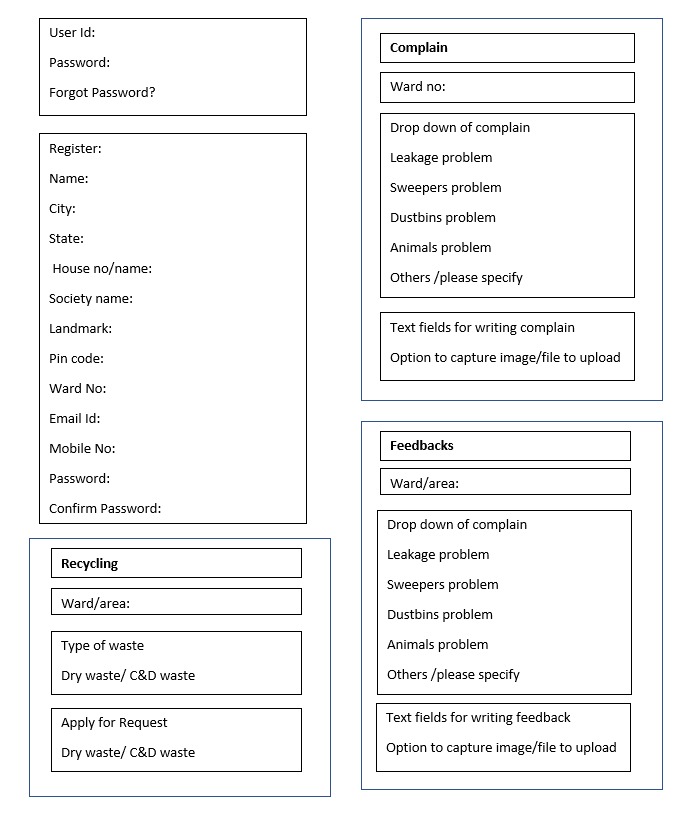 User Id:
Password:
Forgot Password?
Register:
Name:
City:
State:
House no/name:
Society name:
Landmark:
Pin code:
Ward No:
Email Id:
Mobile No:
Password:
Confirm Password:
Recycling
Ward/area:
Type of waste
Dry waste/ C&D waste
Apply for Request
Dry waste/ C&D waste
Complain
Ward no:
Drop down of complain
Leakage problem
Sweepers problem
Dustbins problem
Animals problem
Others /please specify
Text fields for writing complain
Option to capture image/file to upload
Feedbacks
Ward/area:
Drop down of complain
Leakage problem
Sweepers problem
Dustbins problem
Animals problem
Others /please specify
Text fields for writing feedback
Option to capture image/file to upload